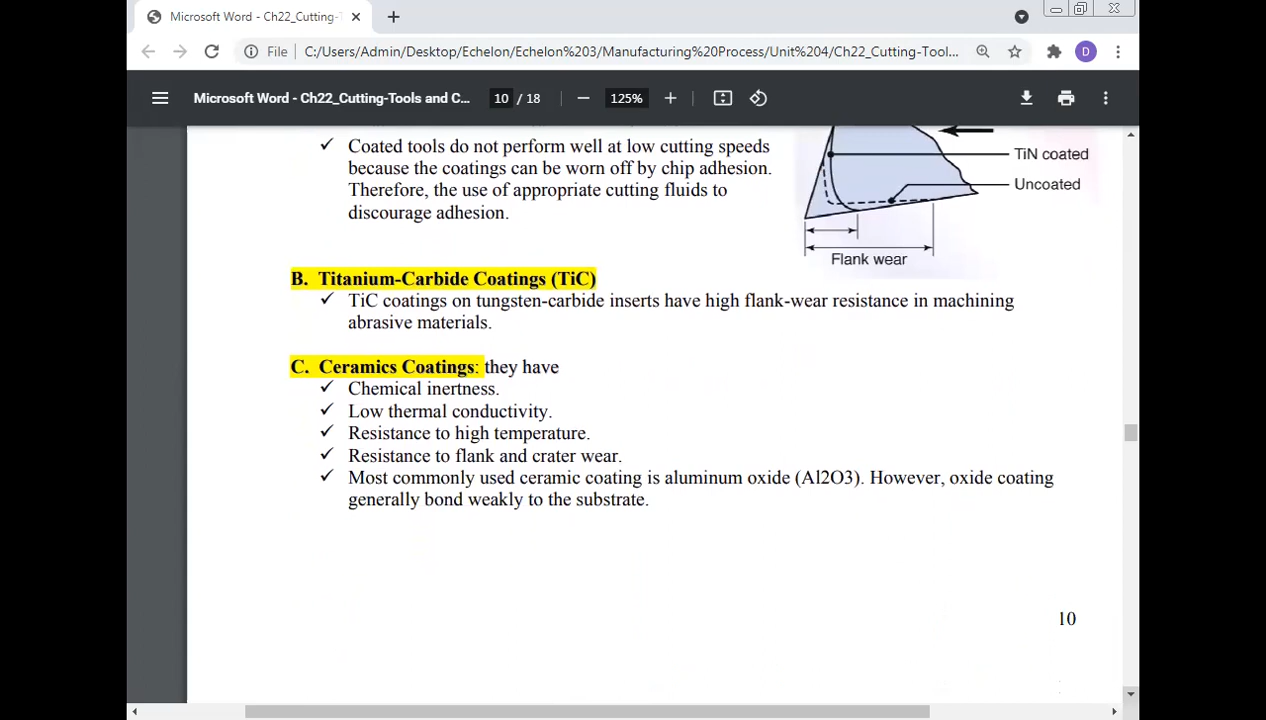 Microsoft Word - Ch22_Cutting-T
File
C:/Users/Admin/Desktop/Echelon/Echelon%203/Manufacturing%20Process/Unit%204/Ch22_Cutting-Tool...
D
Microsoft Word - Ch22_Cutting-Tools and C...
10 / 18
125%
✓ Coated tools do not perform well at low cutting speeds
because the coatings can be worn off by chip adhesion.
Therefore, the use of appropriate cutting fluids to
discourage adhesion.
TiN coated
Uncoated
Flank wear
B. Titanium-Carbide Coatings (TiC)
✓ TiC coatings on tungsten-carbide inserts have high flank-wear resistance in machining
abrasive materials.
C. Ceramics Coatings: they have
✓ Chemical inertness.
✓ Low thermal conductivity.
✓ Resistance to high temperature.
✓ Resistance to flank and crater wear.
✓ Most commonly used ceramic coating is aluminum oxide (Al2O3). However, oxide coating
generally bond weakly to the substrate.
10